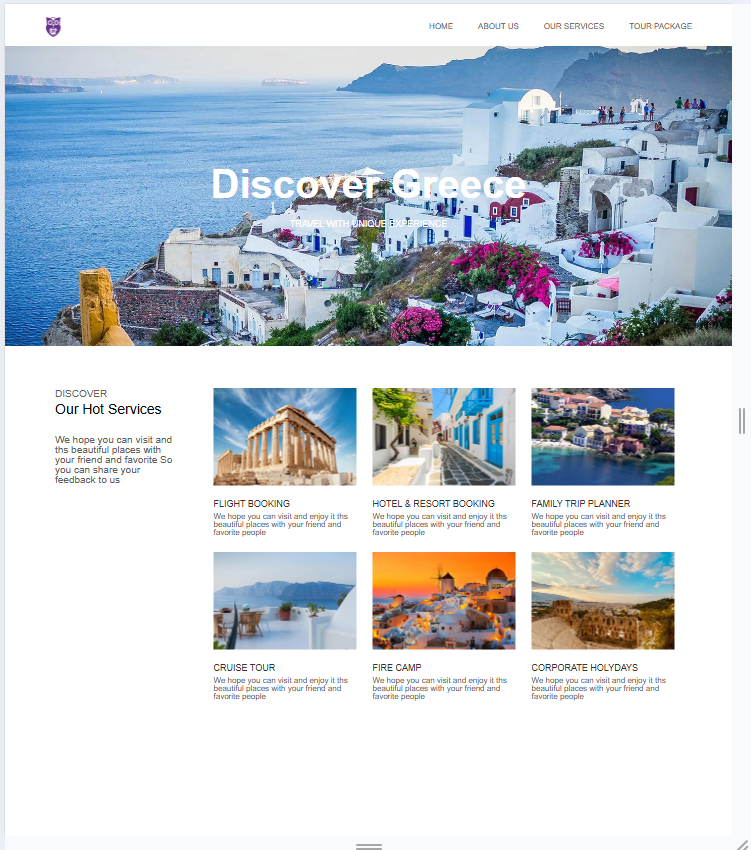 HOME ABOUT US OUR SERVICES TOUR PACKAGE
Discover Greece
TRAVEL WITH UNIQUE EXPERIENCE
DISCOVER
Our Hot Services
We hope you can visit and
ths beautiful places with
your friend and favorite So
you can share your
feedback to us
FLIGHT BOOKING
We hope you can visit and enjoy it ths
beautiful places with your friend and
favorite people
HOTEL & RESORT BOOKING
We hope you can visit and enjoy it ths
beautiful places with your friend and
favorite people
FAMILY TRIP PLANNER
We hope you can visit and enjoy it ths
beautiful places with your friend and
favorite people
CRUISE TOUR
We hope you can visit and enjoy it ths
beautiful places with your friend and
favorite people
FIRE CAMP
We hope you can visit and enjoy it ths
beautiful places with your friend and
favorite people
CORPORATE HOLYDAYS
We hope you can visit and enjoy it ths
beautiful places with your friend and
favorite people